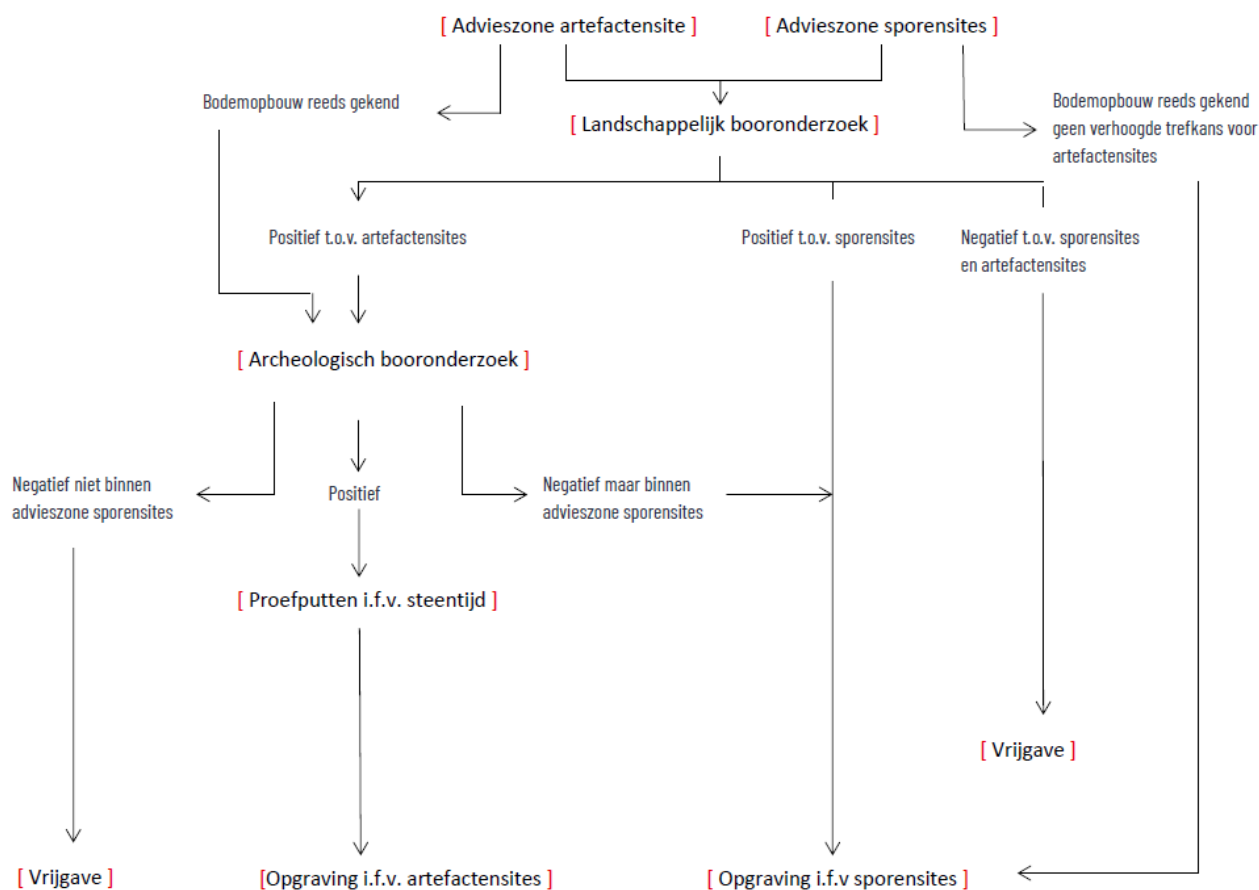 [ Advieszone artefactensite ]
[ Advieszone sporensites ]
Bodemopbouw reeds gekend
Bodemopbouw reeds gekend
geen verhoogde trefkans voor
artefactensites
[ Landschappelijk booronderzoek ]
Positief t.o.v. artefactensites
Positief t.o.v. sporensites
Negatief t.o.v. sporensites
en artefactensites
[ Archeologisch booronderzoek ]
Negatief niet binnen
advieszone sporensites
Positief
Negatief maar binnen
advieszone sporensites
[ Proefputten i.f.v. steentijd ]
[ Vrijgave ]
[ Vrijgave ]
[Opgraving i.f.v. artefactensites ]
[ Opgraving i.f.v sporensites ]